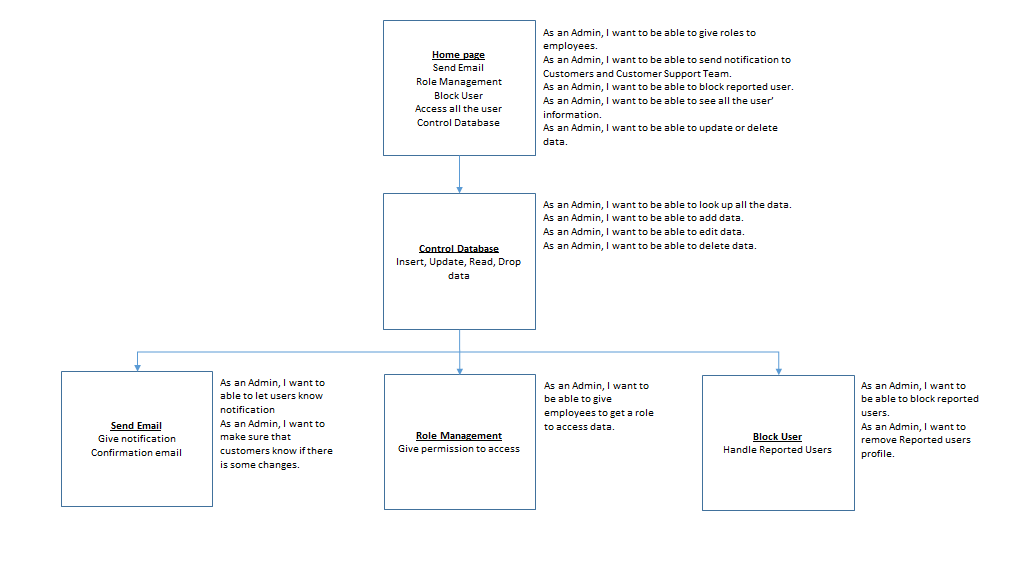 Home page
Send Email
Role Management
Block User
Access all the user
Control Database
As an Admin, I want to be able to give roles to
employees.
As an Admin, I want to be able to send notification to
Customers and Customer Support Team.
As an Admin, I want to be able to block reported user.
As an Admin, I want to be able to see all the user'
information.
As an Admin, I want to be able to update or delete
data.
Control Database
Insert, Update, Read, Drop
data
As an Admin, I want to be able to look up all the data.
As an Admin, I want to be able to add data.
As an Admin, I want to be able to edit data.
As an Admin, I want to be able to delete data.
Send Email
Give notification
Confirmation email
As an Admin, I want to
able to let users know
notification
As an Admin, I want to
make sure that
customers know if there
is some changes.
Role Management
Give permission to access
As an Admin, I want to
be able to give
employees to get a role
to access data.
Block User
Handle Reported Users
As an Admin, I want to
be able to block reported
users.
As an Admin, I want to
remove Reported users
profile.